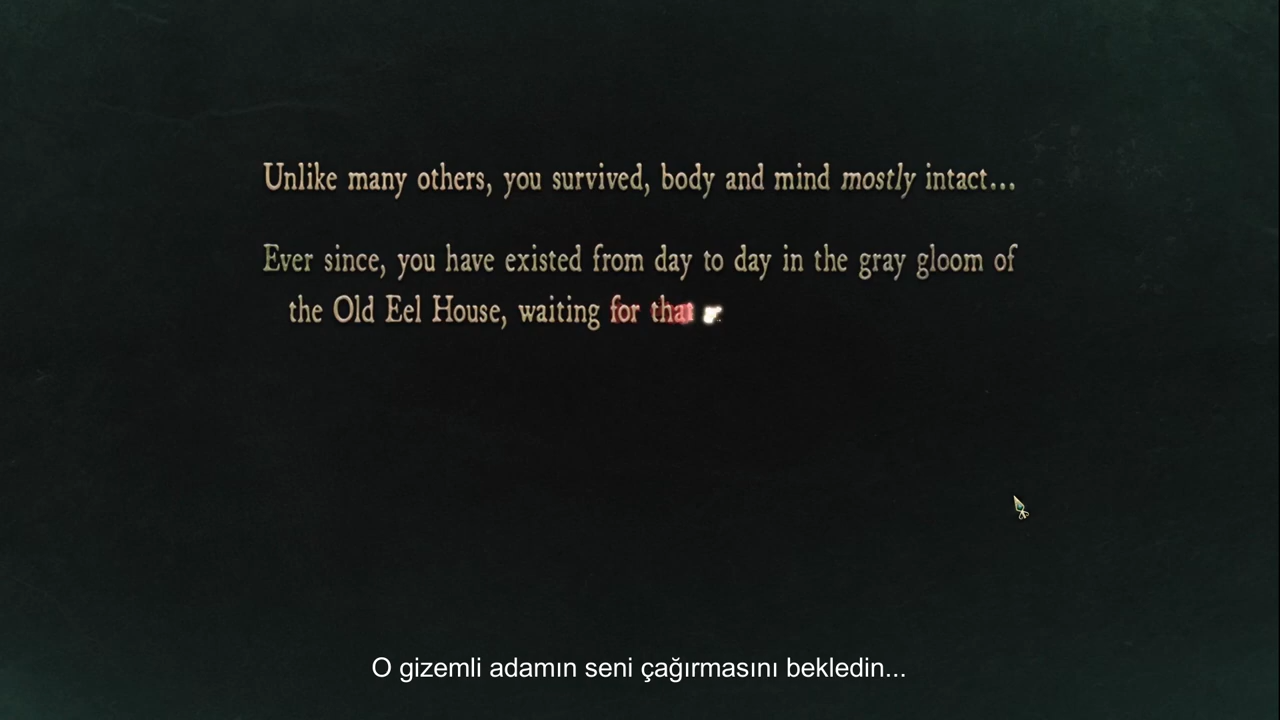 Unlike many others, you survived, body and mind mostly intact...
Ever since, you have existed from day to day in the gray gloom of
the Old Eel House, waiting for that
O gizemli adamın seni çağırmasını bekledin...